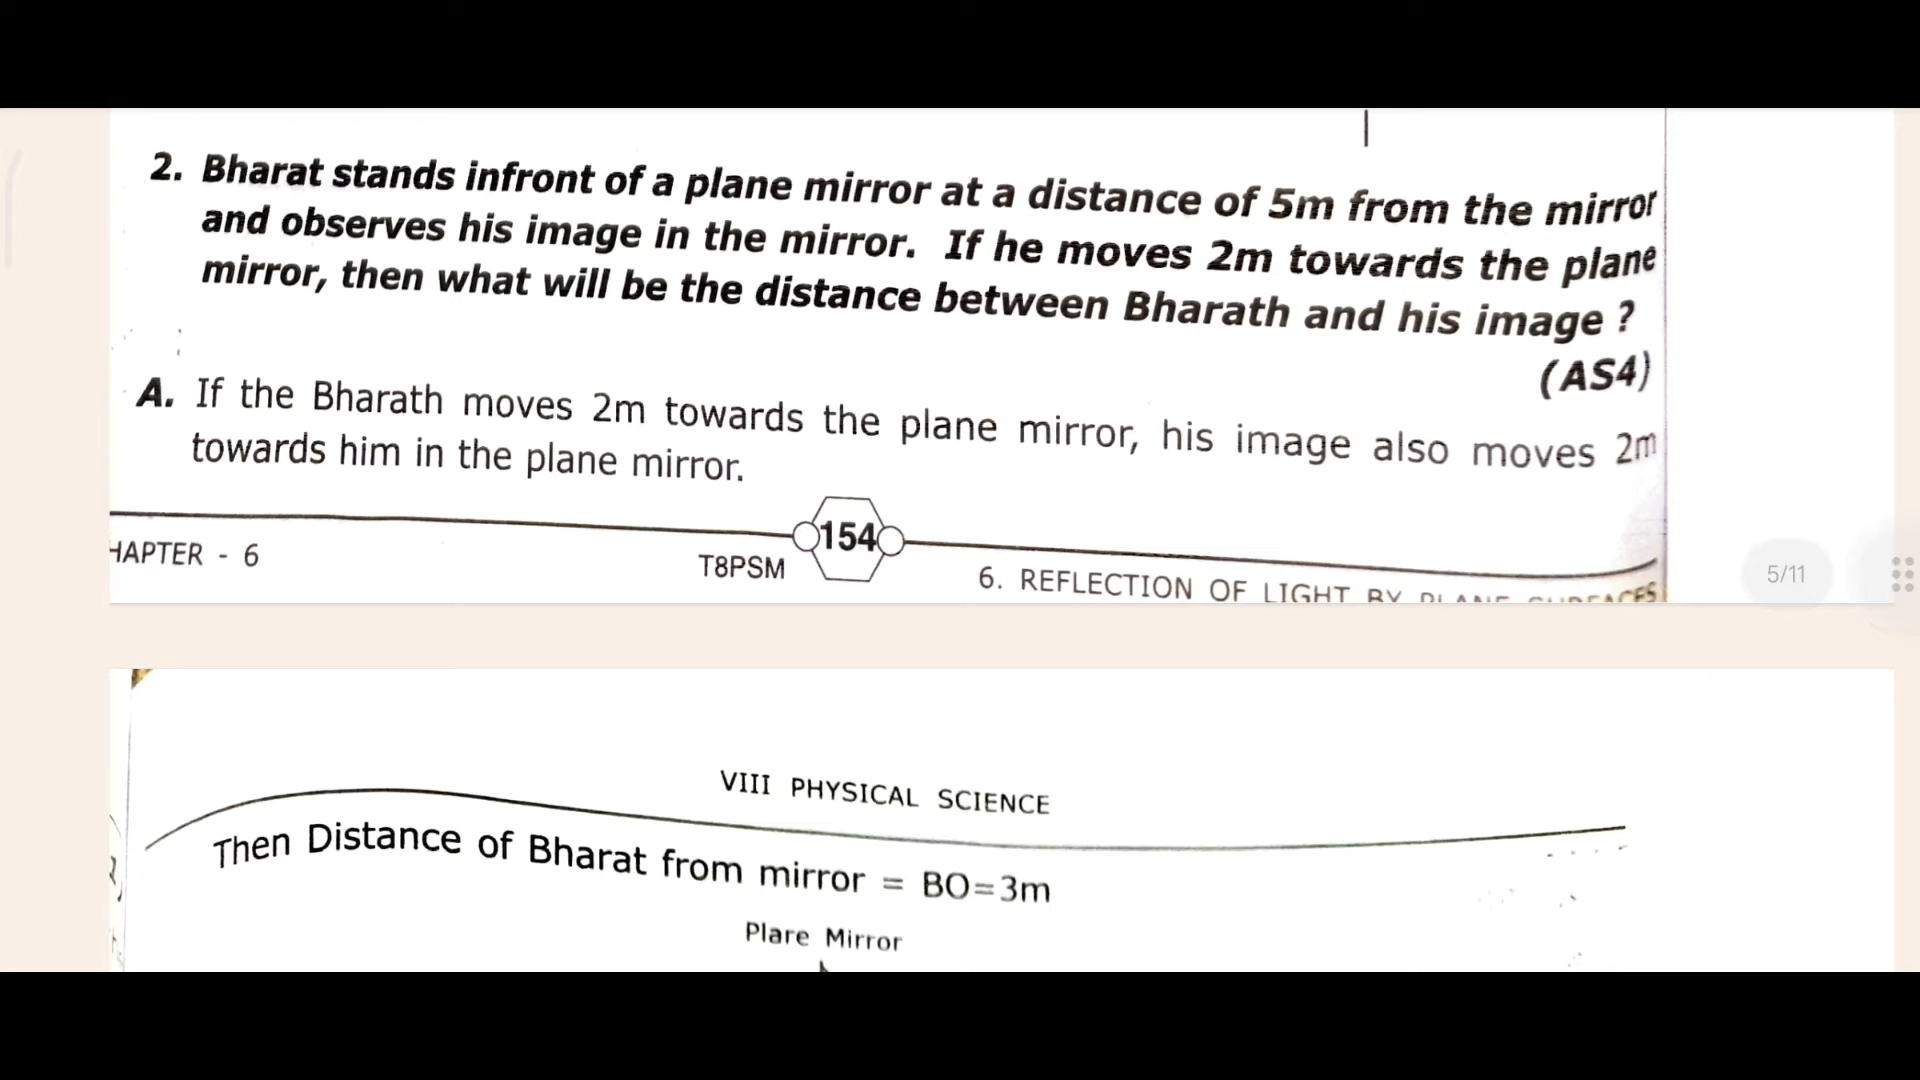 2. Bharat stands infront of a plane mirror at a distance of 5m from the mirror
and observes his image in the mirror. If he moves 2m towards the plane
mirror, then what will be the distance between Bharath and his image ?
(AS4)
A. If the Bharath moves 2m towards the plane mirror, his image also moves 2m
towards him in the plane mirror.
154
HAPTER - 6
T8PSM
6. REFLECTION OF LIGHT BY PLANE SURFACES
5/11
VIII PHYSICAL SCIENCE
Then Distance of Bharat from mirror = BO=3m
Plare Mirror